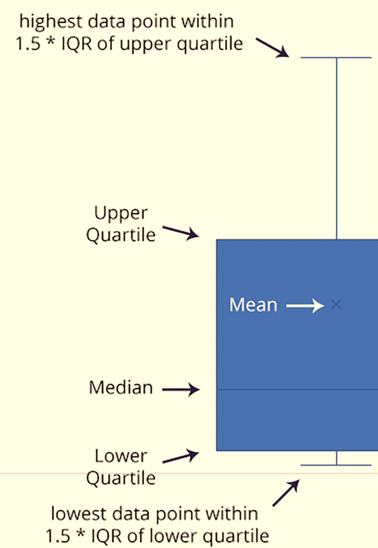 highest data point within
1.5 * IQR of upper quartile
Upper
Quartile
Mean
Median
Lower
Quartile
lowest data point within
1.5 * IQR of lower quartile